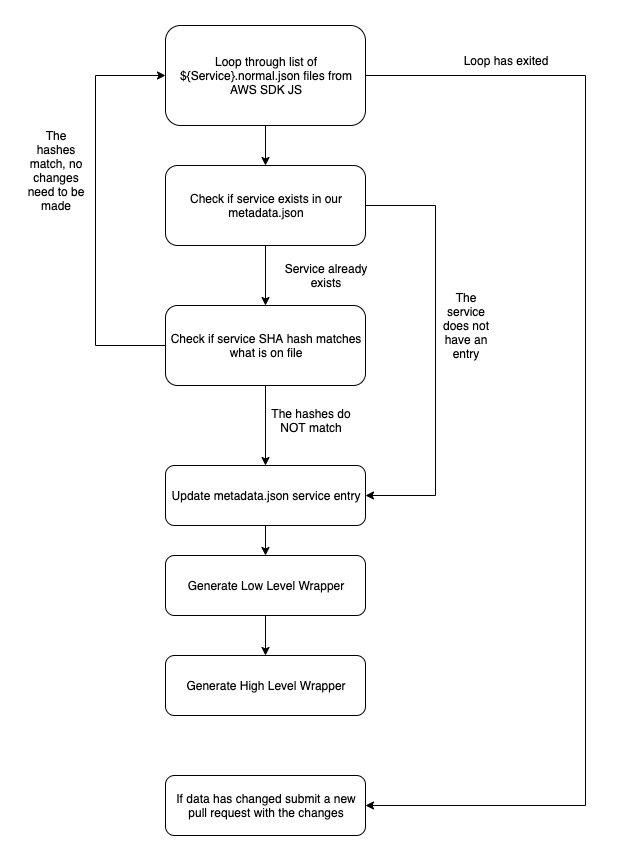 Loop through list of
${Service}.normal.json files from
AWS SDK JS
Loop has exited
The
hashes
match, no
changes
need to be
made
Check if service exists in our
metadata.json
Service already
exists
The
service
does not
have an
entry
Check if service SHA hash matches
what is on file
The hashes do
NOT match
Update metadata.json service entry
Generate Low Level Wrapper
Generate High Level Wrapper
If data has changed submit a new
pull request with the changes